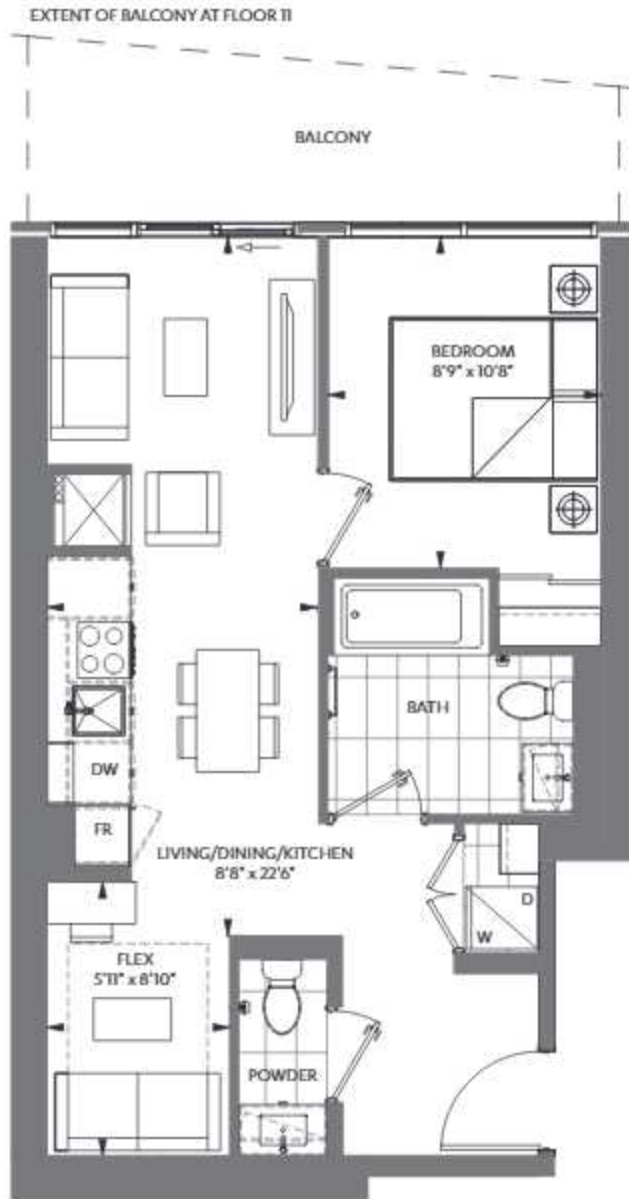 EXTENT OF BALCONY AT FLOOR 11
BALCONY
BEDROOM
8'9" x 10'8"
BATH
DW
FR
LIVING/DINING/KITCHEN
8'8" x 22'6"
D
W
FLEX
5'11" x 8'10"
POWDER